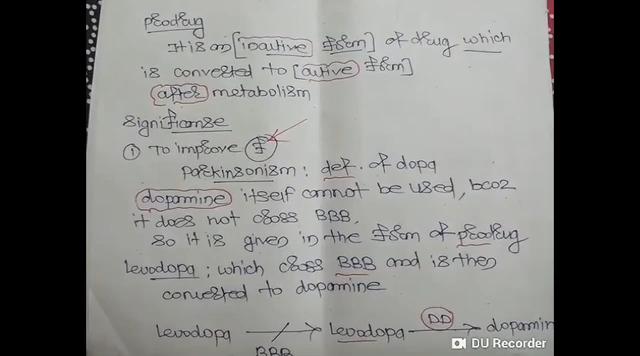 prodrug
It is an [inactive form] of drug which
is converted to [active form]
after metabolism
significanse
① To improve F
parkinsonism : def. of dopa
dopamine itself cannot be used, bcoz
it does not cross BBB.
so it is given in the form of prodrug
levodopa ; which cross BBB and is then
converted to dopamine
levodopa → levodopa DD → dopamin
BBB
DU Recorder